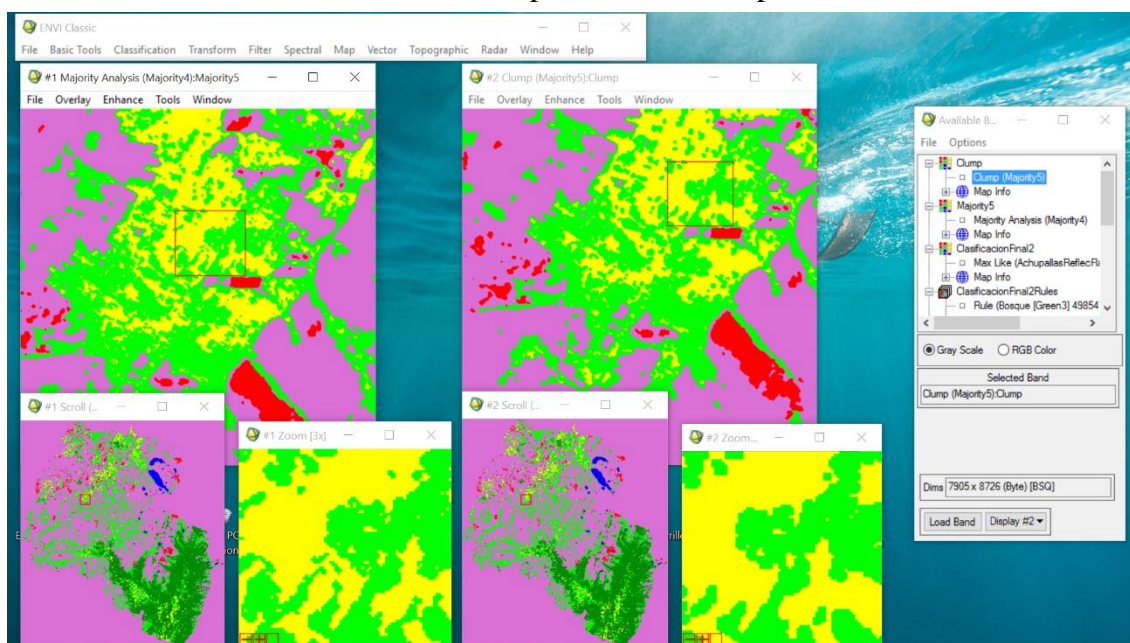 ENVI Classic
File Basic Tools Classification Transform Filter Spectral Map Vector Topographic Radar Window Help
#1 Majority Analysis (Majority4):Majority5
File Overlay Enhance Tools Window
#2 Clump (Majority5):Clump
File Overlay Enhance Tools Window
#1 Scroll (...
#1 Zoom [3x]
#2 Scroll (...
#2 Zoom...
Available B...
File Options
Clump
Clump (Majority5)
Map Info
Majority5
Majority Analysis (Majority4)
Map Info
ClasificacionFinal2
Max Like (AchupallasReflecRa
Map Info
ClasificacionFinal2Rules
Rule (Bosque [Green3] 49854
Gray Scale RGB Color
Selected Band
Clump (Majority5):Clump
Dims 7905 x 8726 (Byte) [BSQ]
Load Band Display #2